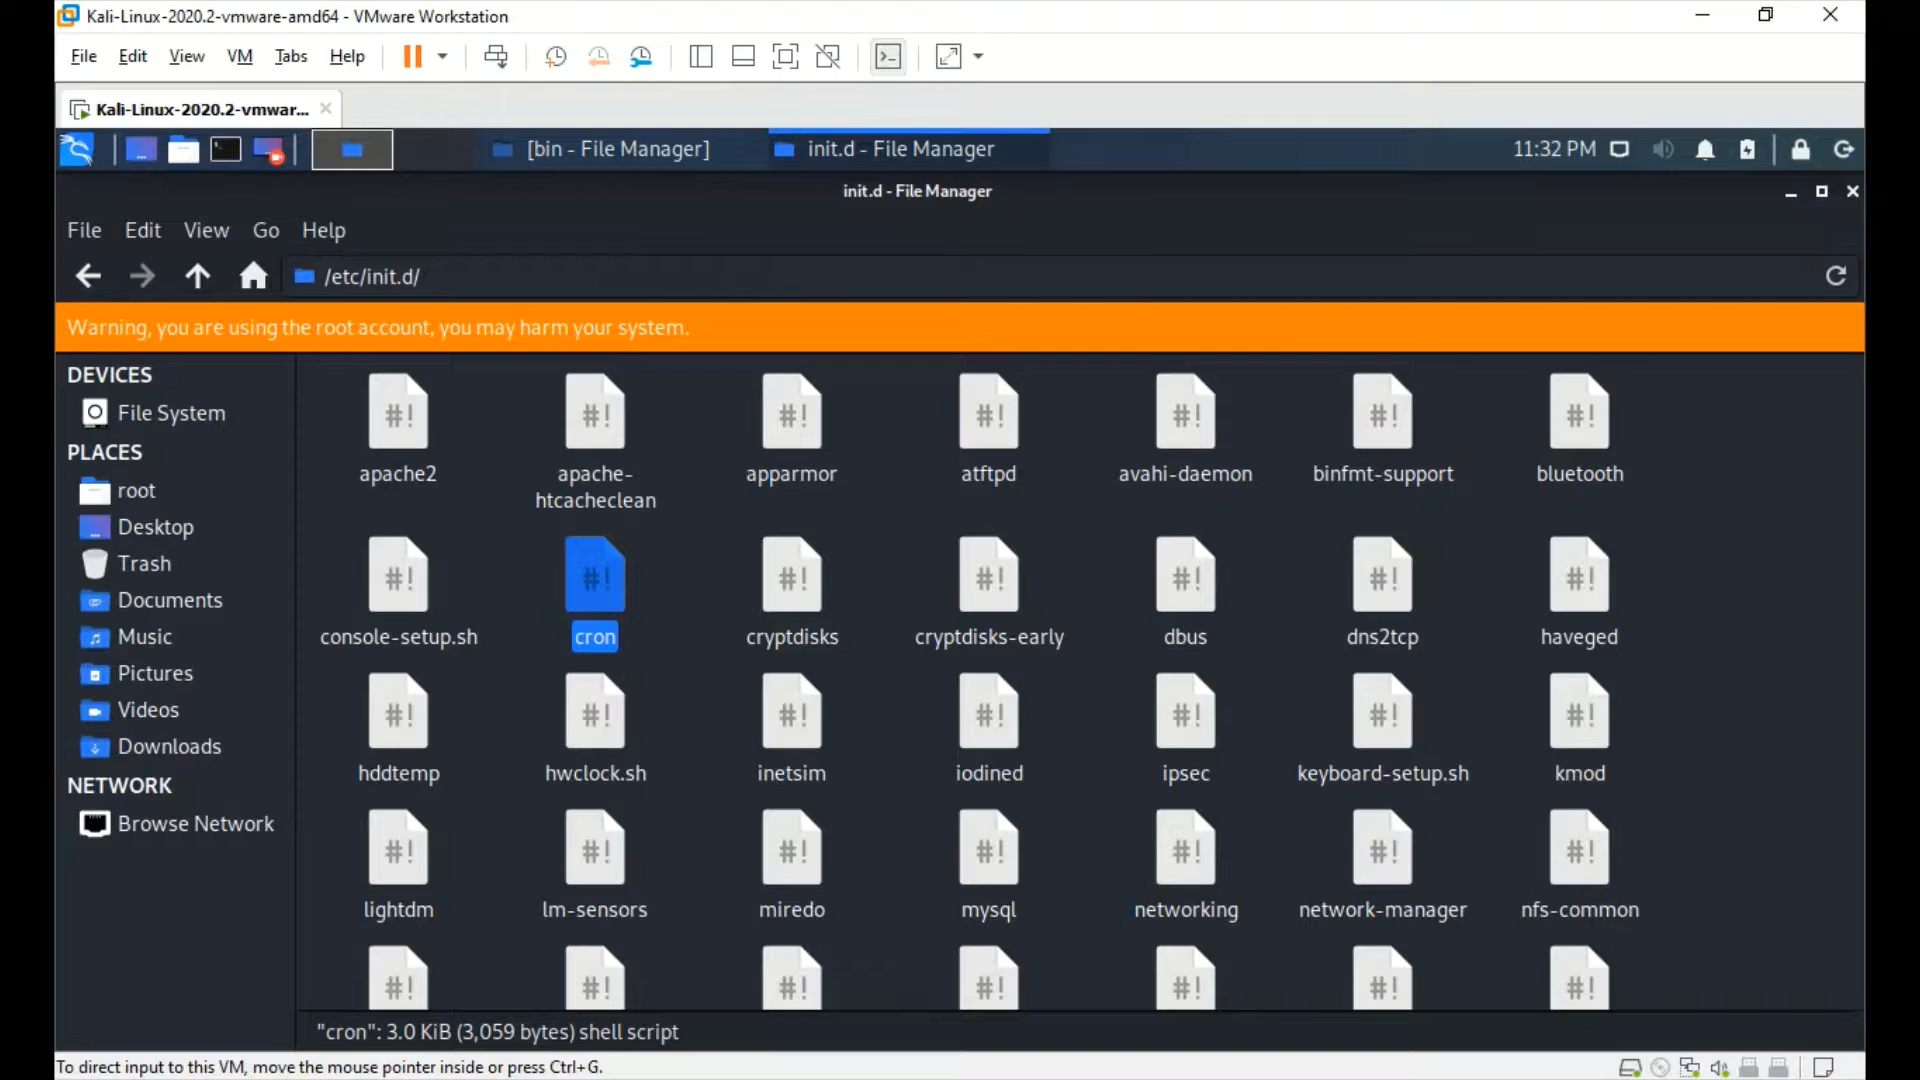 Kali-Linux-2020.2-vmware-amd64 - VMware Workstation
File Edit View VM Tabs Help
Kali-Linux-2020.2-vmwar...
[bin - File Manager] init.d - File Manager 11:32 PM
init.d - File Manager
File Edit View Go Help
/etc/init.d/
Warning, you are using the root account, you may harm your system.
DEVICES
File System
PLACES
root
Desktop
Trash
Documents
Music
Pictures
Videos
Downloads
NETWORK
Browse Network
#! #! #! #! #! #! #!
apache2 apache-htcacheclean apparmor atftpd avahi-daemon binfmt-support bluetooth
#! #! #! #! #! #! #!
console-setup.sh cron cryptdisks cryptdisks-early dbus dns2tcp haveged
#! #! #! #! #! #! #!
hddtemp hwclock.sh inetsim iodined ipsec keyboard-setup.sh kmod
#! #! #! #! #! #! #!
lightdm lm-sensors miredo mysql networking network-manager nfs-common
#! #! #! #! #! #! #!
"cron": 3.0 KiB (3,059 bytes) shell script
To direct input to this VM, move the mouse pointer inside or press Ctrl+G.